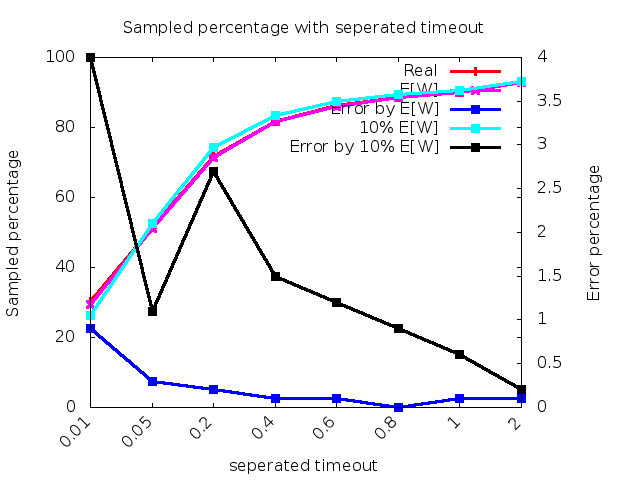 Sampled percentage with seperated timeout
100
80
60
40
20
0
Sampled percentage
4
3.5
3
2.5
2
1.5
1
0.5
0
Error percentage
Real
E[W]
Error by E[W]
10% E[W]
Error by 10% E[W]
0.01
0.05
0.2
0.4
0.6
0.8
1
2
seperated timeout